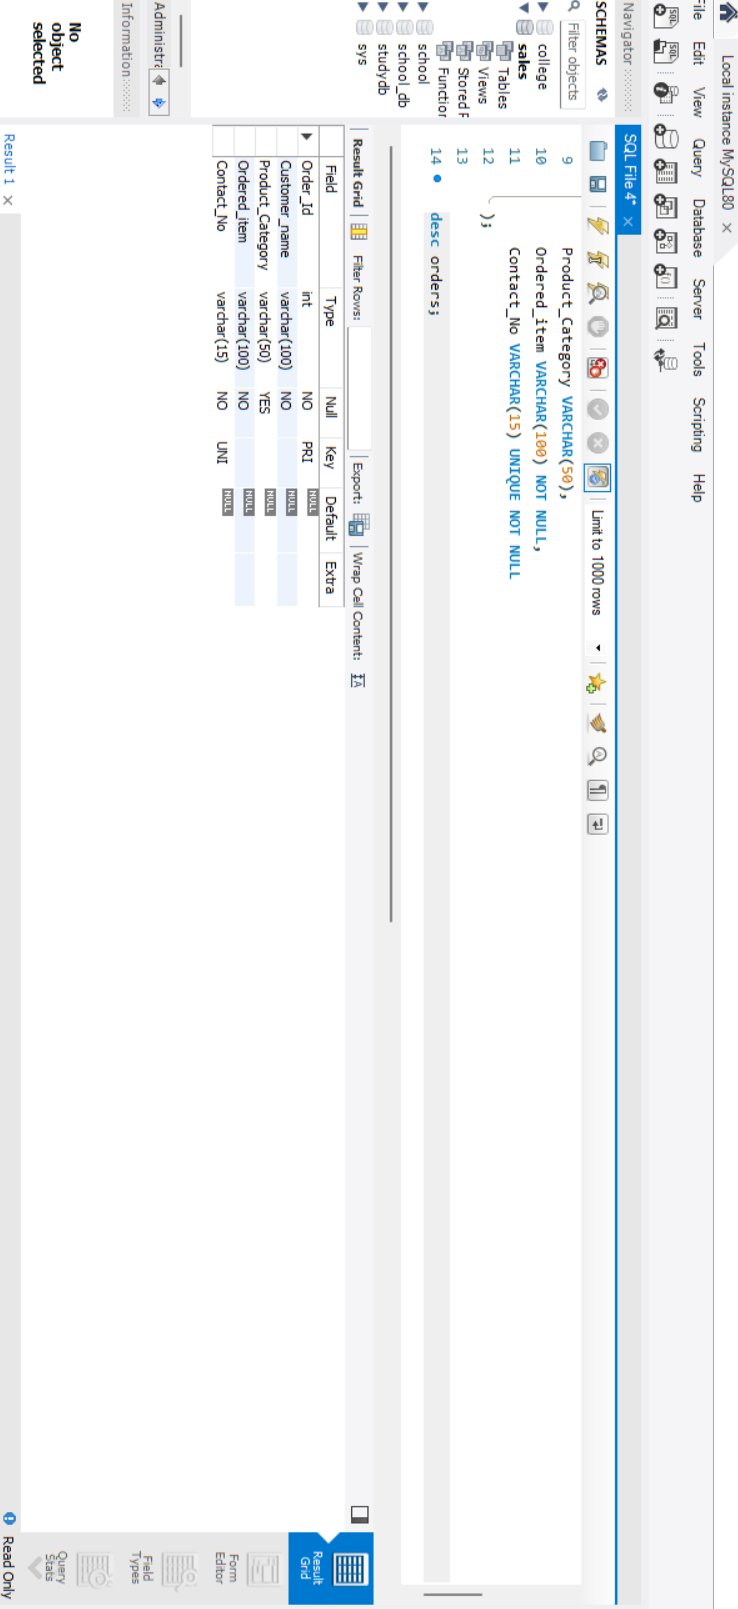 Local instance MySQL80 ×
File Edit View Query Database Server Tools Scripting Help
Navigator
SCHEMAS
Filter objects
college
sales
Tables
Views
Stored P
Function
school
school_db
studydb
sys
Administra
Information
No
object
selected
SQL File 4* ×
Limit to 1000 rows
9 Product_Category VARCHAR(50),
10 Ordered_item VARCHAR(100) NOT NULL,
11 Contact_No VARCHAR(15) UNIQUE NOT NULL
12 );
13
14 desc orders;
Result Grid Filter Rows: Export: Wrap Cell Content: IA
Field Type Null Key Default Extra
Order_Id int NO PRI NULL
Customer_name varchar(100) NO NULL
Product_Category varchar(50) YES NULL
Ordered_item varchar(100) NO NULL
Contact_No varchar(15) NO UNI NULL
Result
Grid
Form
Editor
Field
Types
Query
Stats
Result 1 ×
Read Only